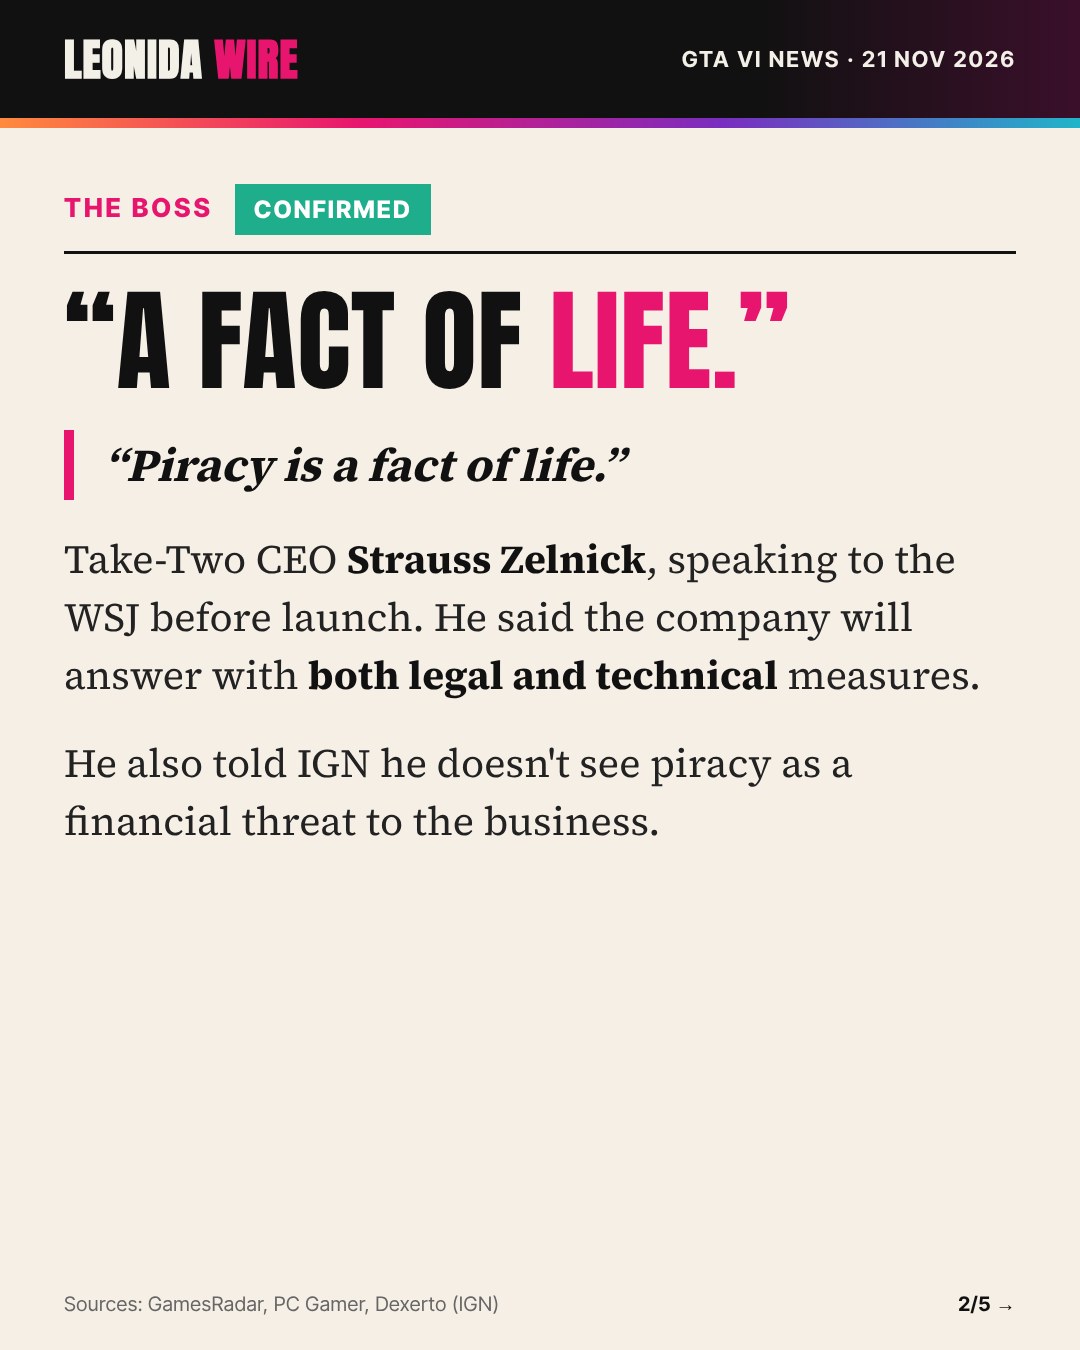 LEONIDA WIRE
GTA VI NEWS · 21 NOV 2026
THE BOSS
CONFIRMED
“A FACT OF LIFE.”
“Piracy is a fact of life.”
Take-Two CEO Strauss Zelnick, speaking to the
WSJ before launch. He said the company will
answer with both legal and technical measures.
He also told IGN he doesn't see piracy as a
financial threat to the business.
Sources: GamesRadar, PC Gamer, Dexerto (IGN)
2/5 →